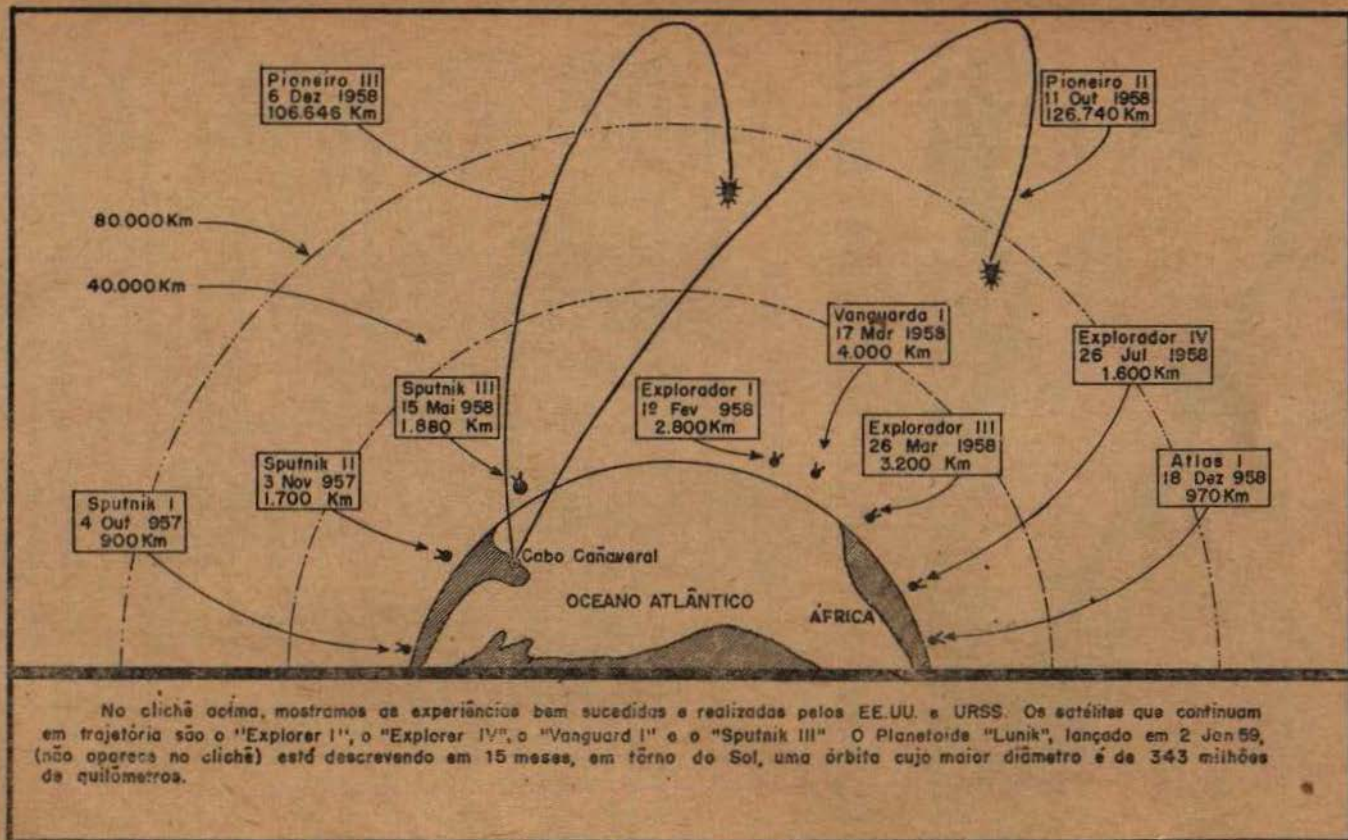 Pioneiro III
6 Dez 1958
106.646 Km
Pioneiro II
11 Out 1958
126.740 Km
80.000 Km
40.000 Km
Vanguarda I
17 Mar 1958
4.000 Km
Explorador IV
26 Jul 1958
1.600 Km
Sputnik III
15 Mai 958
1.880 Km
Explorador I
1º Fev 958
2.800 Km
Explorador III
26 Mar 1958
3.200 Km
Sputnik II
3 Nov 957
1.700 Km
Atlas I
18 Dez 958
970 Km
Sputnik I
4 Out 957
900 Km
Cabo Cañaveral
OCEANO ATLÂNTICO
ÁFRICA
No clichê acima, mostramos as experiências bem sucedidas e realizadas pelos EE.UU. e URSS. Os satélites que continuam
em trajetória são o "Explorer I", o "Explorer IV", o "Vanguard I" e o "Sputnik III" O Planetoide "Lunik", lançado em 2 Jan 59,
(não aparece no clichê) está descrevendo em 15 meses, em tôrno do Sol, uma órbita cujo maior diâmetro é de 343 milhões
de quilômetros.